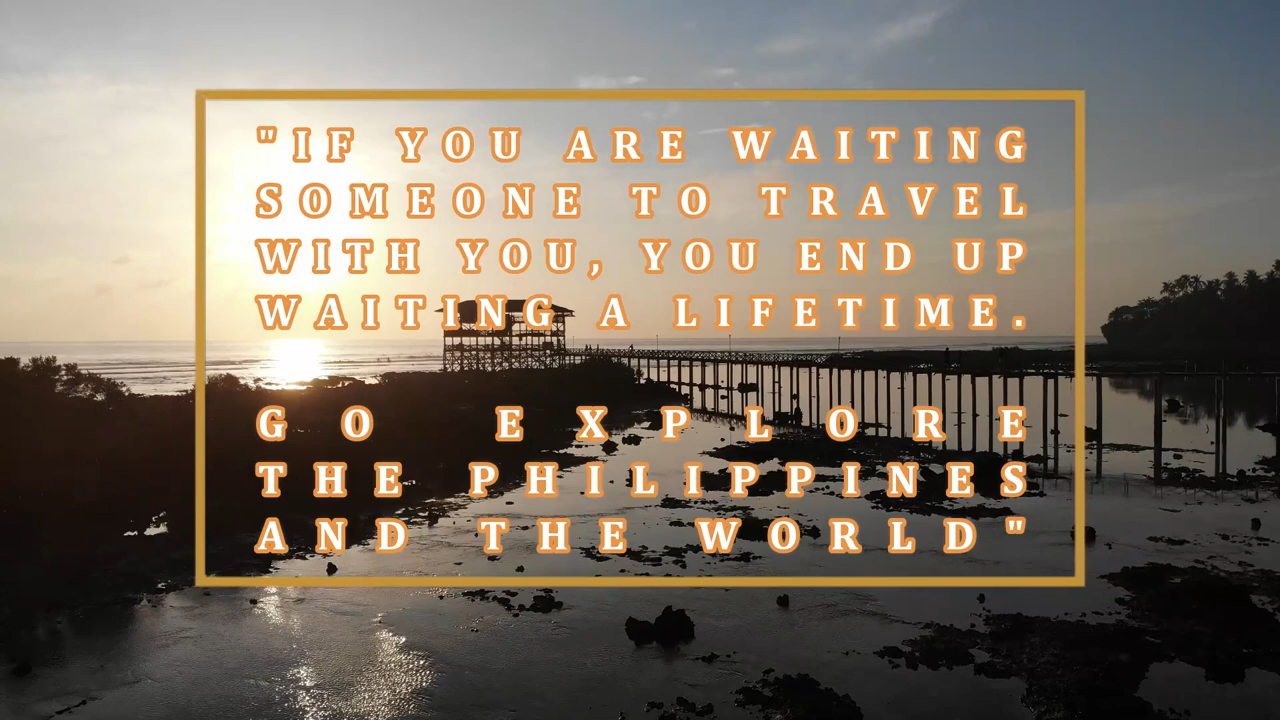 "IF YOU ARE WAITING
SOMEONE TO TRAVEL
WITH YOU, YOU END UP
WAITING A LIFETIME.
GO EXPLORE
THE PHILIPPINES
AND THE WORLD"